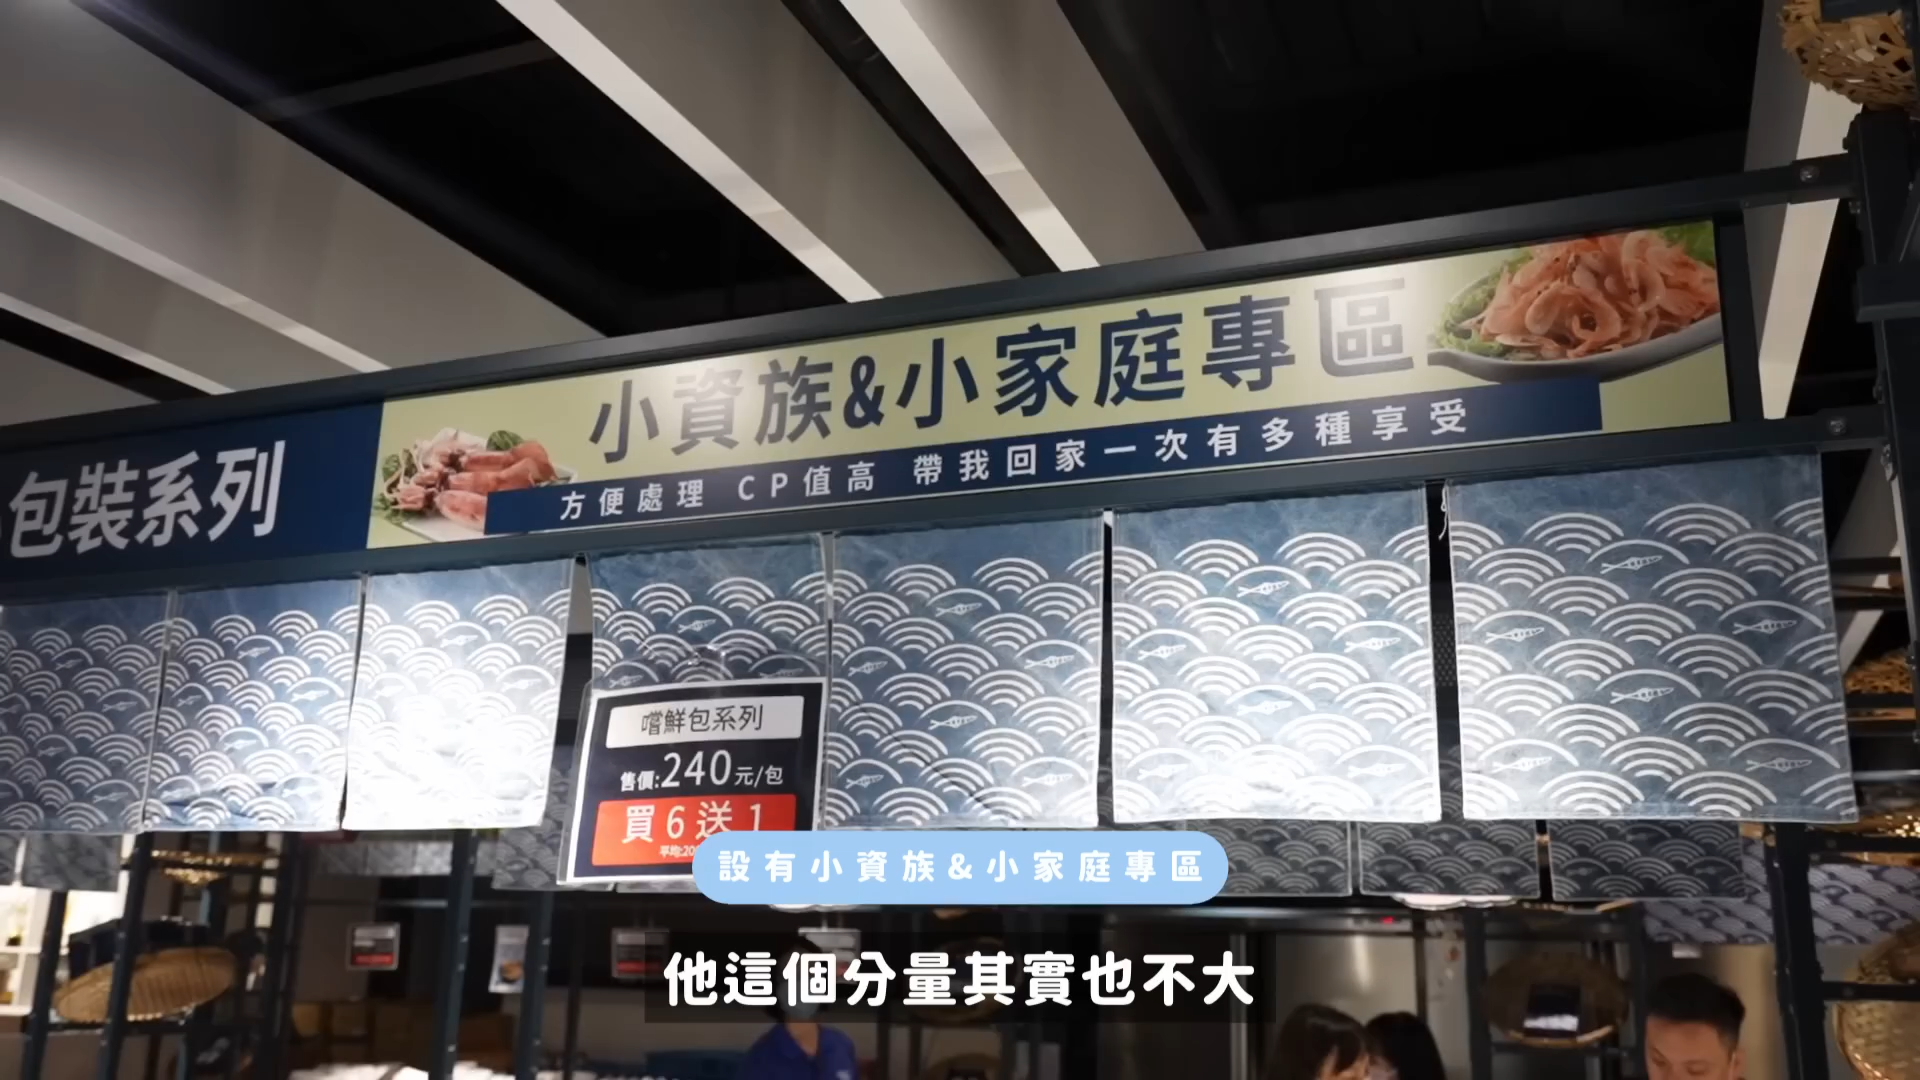 小資族&小家庭專區
方便處理 CP值高 帶我回家一次有多種享受
包裝系列
嚐鮮包系列
售價:240元/包
買6送1
設有小資族&小家庭專區
他這個分量其實也不大